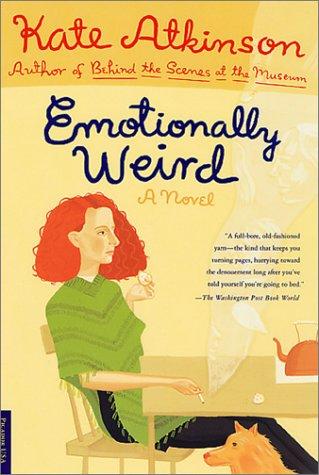 Kate Atkinson
Author of Behind the Scenes at the Museum
Emotionally
Weird
A Novel
"A full-bore, old-fashioned
yarn—the kind that keeps you
turning pages, hurrying toward
the denouement long after you've
told yourself you're going to bed."
—The Washington Post Book World
PICADOR USA